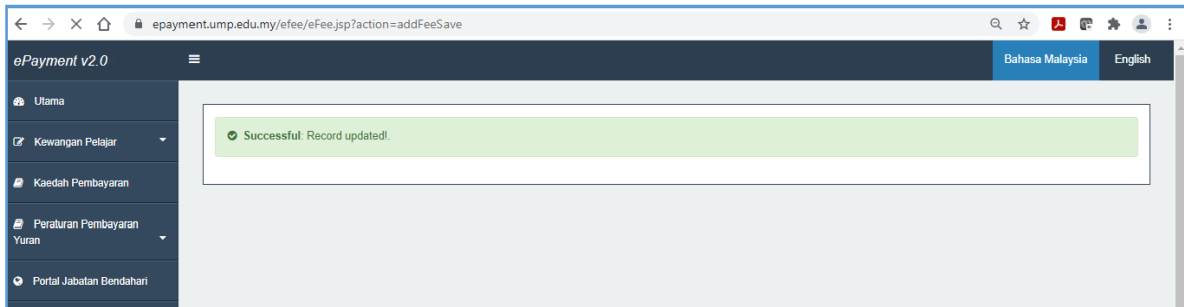 epayment.ump.edu.my/efee/eFee.jsp?action=addFeeSave
ePayment v2.0
Bahasa Malaysia
English
Utama
Successful: Record updated!.
Kewangan Pelajar
Kaedah Pembayaran
Peraturan Pembayaran
Yuran
Portal Jabatan Bendahari